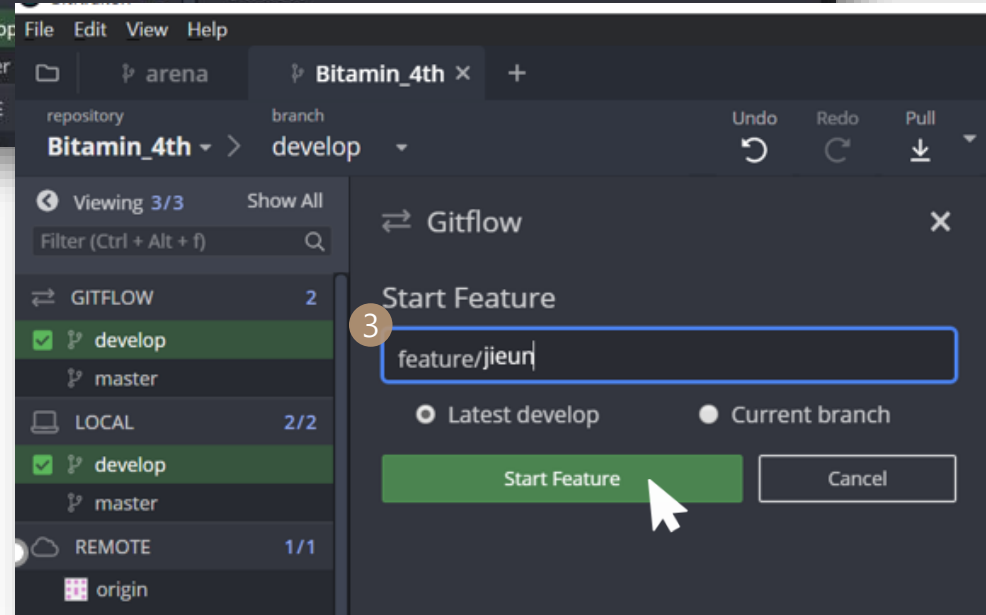 File Edit View Help
arena
Bitamin_4th
repository
branch
Bitamin_4th
develop
Undo
Redo
Pull
Viewing 3/3
Show All
Filter (Ctrl + Alt + f)
GITFLOW 2
develop
master
LOCAL 2/2
develop
master
REMOTE 1/1
origin
Gitflow
Start Feature
3
feature/jieun
Latest develop
Current branch
Start Feature
Cancel